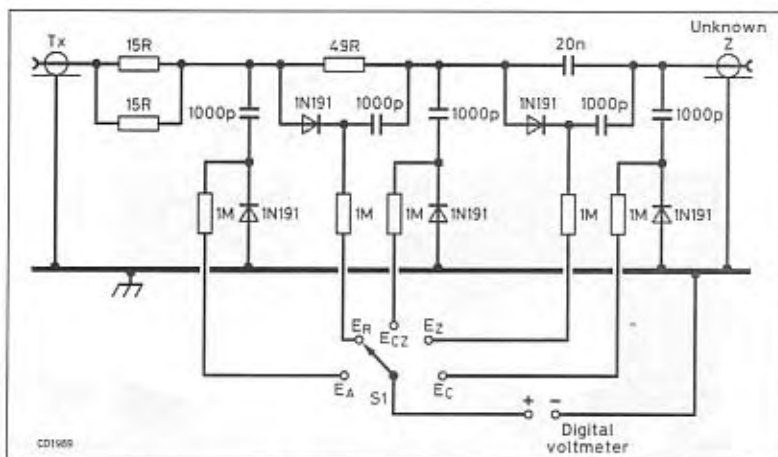 Tx
15R
49R
20n
Unknown
Z
15R
1000p
1N191
1000p
1000p
1N191
1000p
1000p
1M
1N191
1M
1M
1N191
1M
1M
1N191
ER
ECZ
EZ
EA
S1
EC
+ −
Digital
voltmeter
CD1969